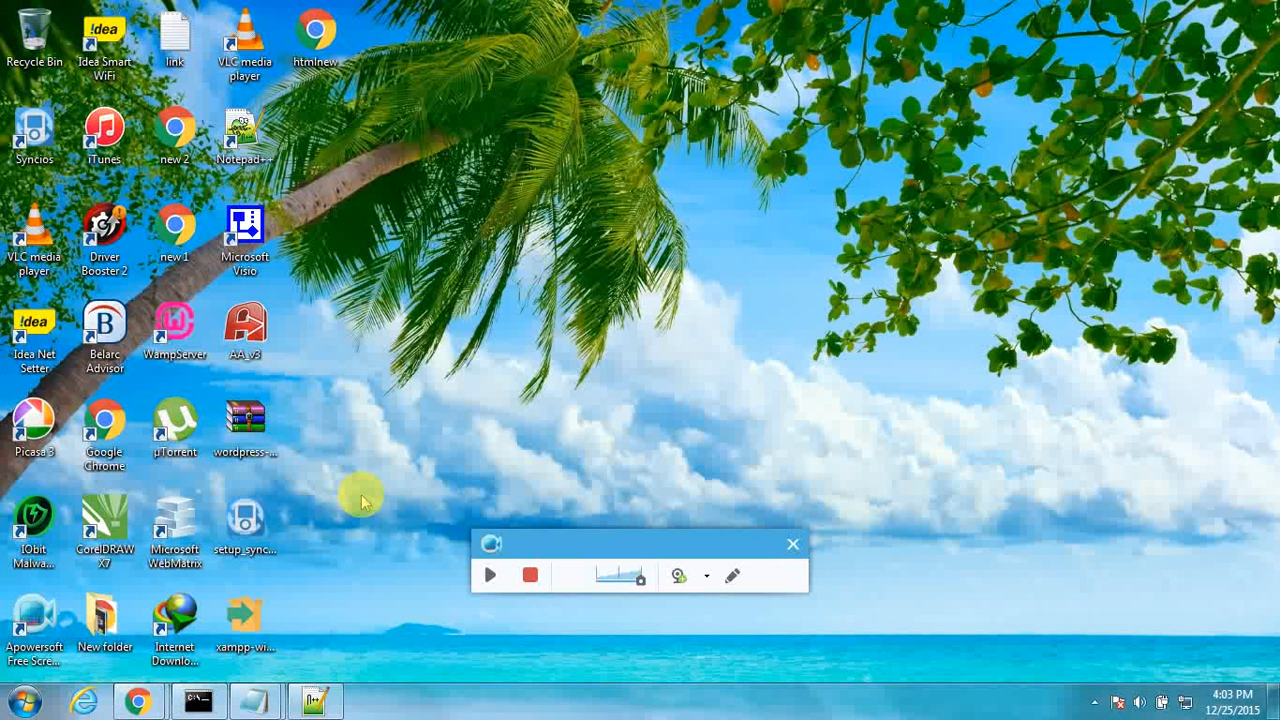 !dea
Recycle Bin
Idea Smart
WiFi
link
VLC media
player
htmlnew
Syncios
iTunes
new 2
Notepad++
VLC media
player
Driver
Booster 2
new 1
Microsoft
Visio
!dea
Idea Net
Setter
B
Belarc
Advisor
WampServer
AA_v3
Picasa 3
Google
Chrome
µTorrent
wordpress-...
IObit
Malwa...
CorelDRAW
X7
Microsoft
WebMatrix
setup_sync...
Apowersoft
Free Scre...
New folder
Internet
Downlo...
xampp-wi...
C:\_
4:03 PM
12/25/2015